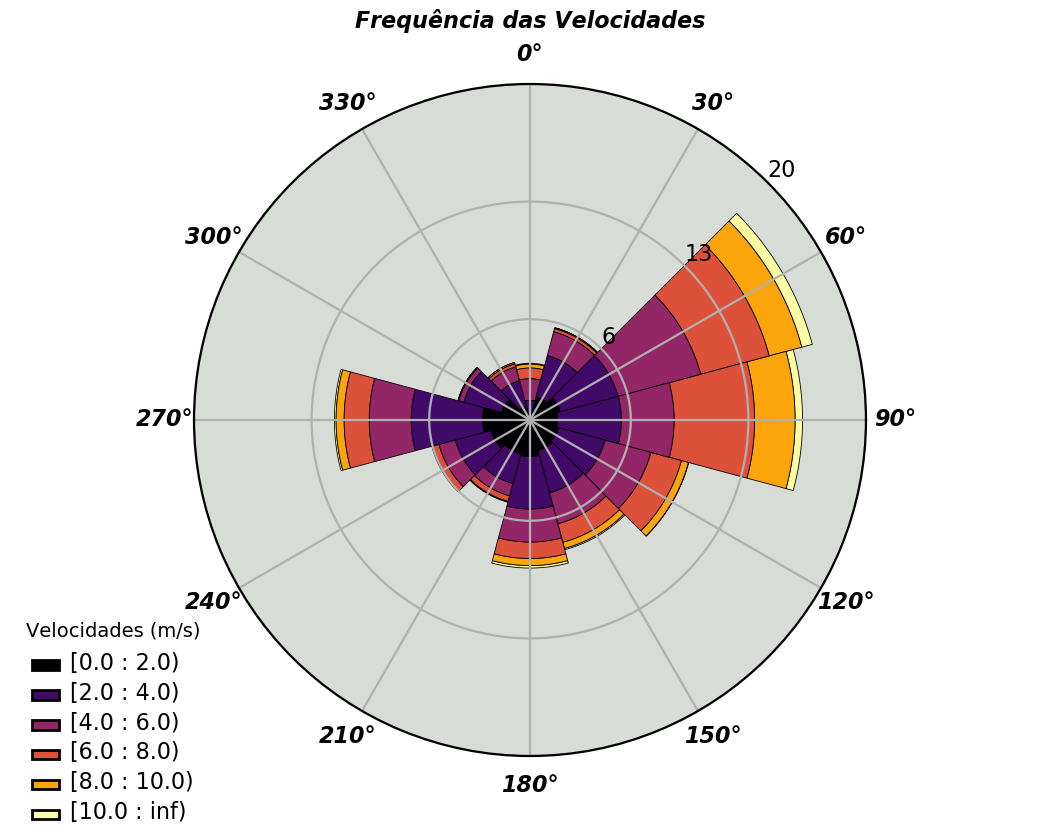 Frequência das Velocidades
0°
330°
30°
20
300°
60°
13
6
270°
90°
240°
120°
210°
150°
180°
Velocidades (m/s)
[0.0 : 2.0)
[2.0 : 4.0)
[4.0 : 6.0)
[6.0 : 8.0)
[8.0 : 10.0)
[10.0 : inf)